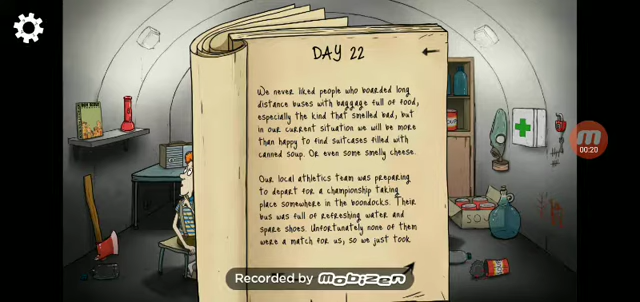 DAY 22
We never liked people who boarded long
distance buses with baggage full of food,
especially the kind that smelled bad, but
in our current situation we will be more
than happy to find suitcases filled with
canned soup. Or even some smelly cheese.
Our local athletics team was preparing
to depart for a championship taking
place somewhere in the boondocks. Their
bus was full of refreshing water and
spare shoes. Unfortunately none of them
were a match for us, so we just took
Recorded by mobizen
00:20
SOU